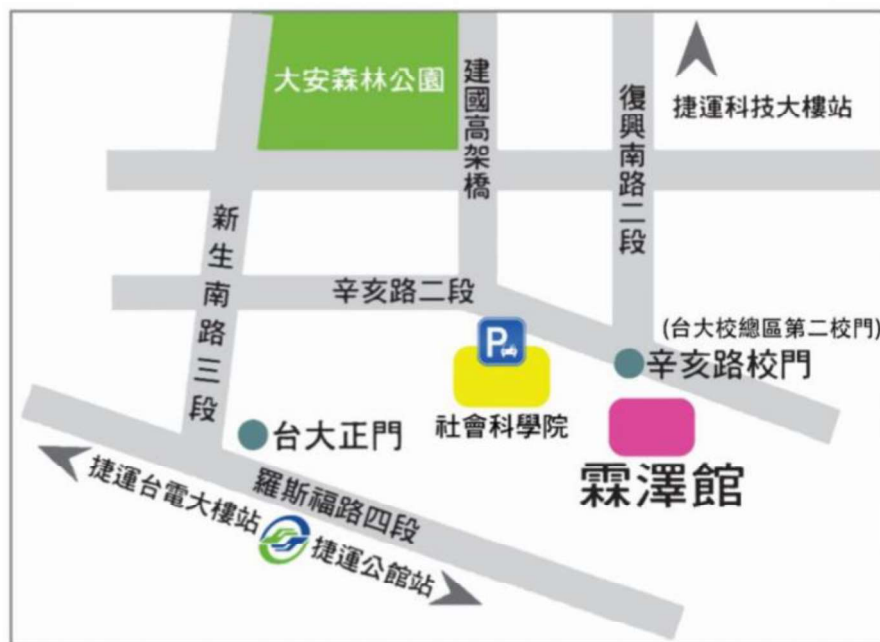 大安森林公園
建國高架橋
復興南路二段
捷運科技大樓站
新生南路三段
辛亥路二段
(台大校總區第二校門)
P
辛亥路校門
台大正門
社會科學院
霖澤館
羅斯福路四段
捷運台電大樓站
捷運公館站